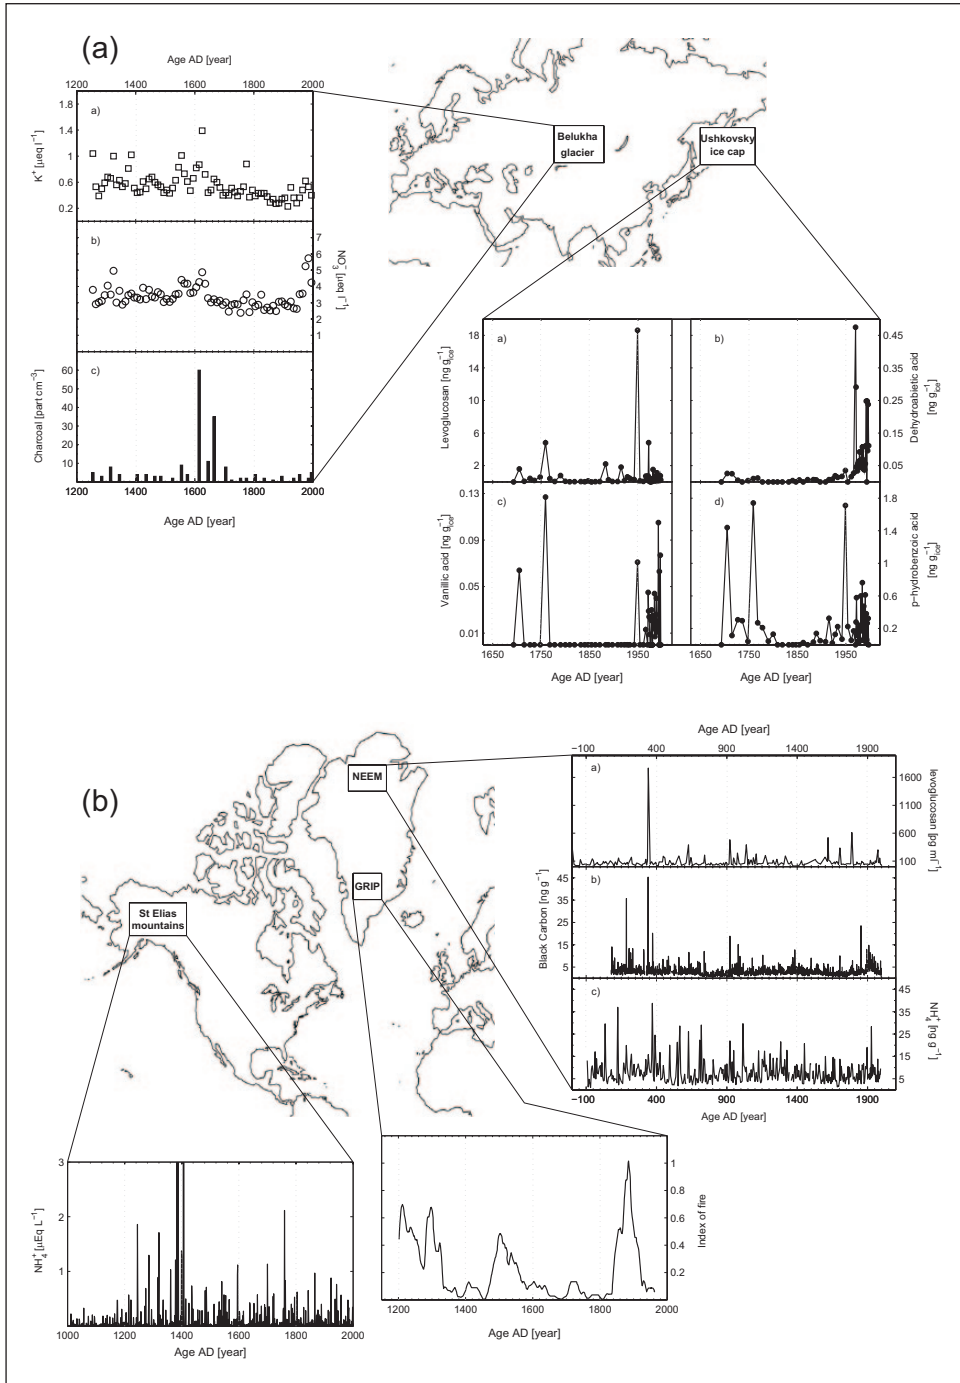 (a)
Age AD [year]
1200 1400 1600 1800 2000
a)
K⁺ [µeq l⁻¹]
1.8
1.4
1
0.6
0.2
b)
NO₃⁻ [µeq l⁻¹]
7
6
5
4
3
2
1
c)
Charcoal [part cm⁻³]
60
50
40
30
20
10
1200 1400 1600 1800 2000
Age AD [year]
Belukha
glacier
Ushkovsky
ice cap
a)
Levoglucosan [ng g⁻¹ice]
18
14
10
6
2
b)
Dehydroabietic acid
[ng g⁻¹ice]
0.45
0.35
0.25
0.15
0.05
c)
Vanillic acid [ng g⁻¹ice]
0.13
0.09
0.05
0.01
d)
p−hydrobenzoic acid
[ng g⁻¹ice]
1.8
1.4
1
0.6
0.2
1650 1750 1850 1950
1650 1750 1850 1950
Age AD [year]
Age AD [year]
(b)
NEEM
GRIP
St Elias
mountains
Age AD [year]
−100 400 900 1400 1900
a)
levoglucosan [pg ml⁻¹]
1600
1100
600
100
b)
Black Carbon [ng g⁻¹]
45
35
25
15
5
c)
NH₄⁺ [ng g⁻¹]
45
35
25
15
5
−100 400 900 1400 1900
Age AD [year]
NH₄⁺ [µEq L⁻¹]
3
2
1
1000 1200 1400 1600 1800 2000
Age AD [year]
Index of fire
1
0.8
0.6
0.4
0.2
1200 1400 1600 1800 2000
Age AD [year]